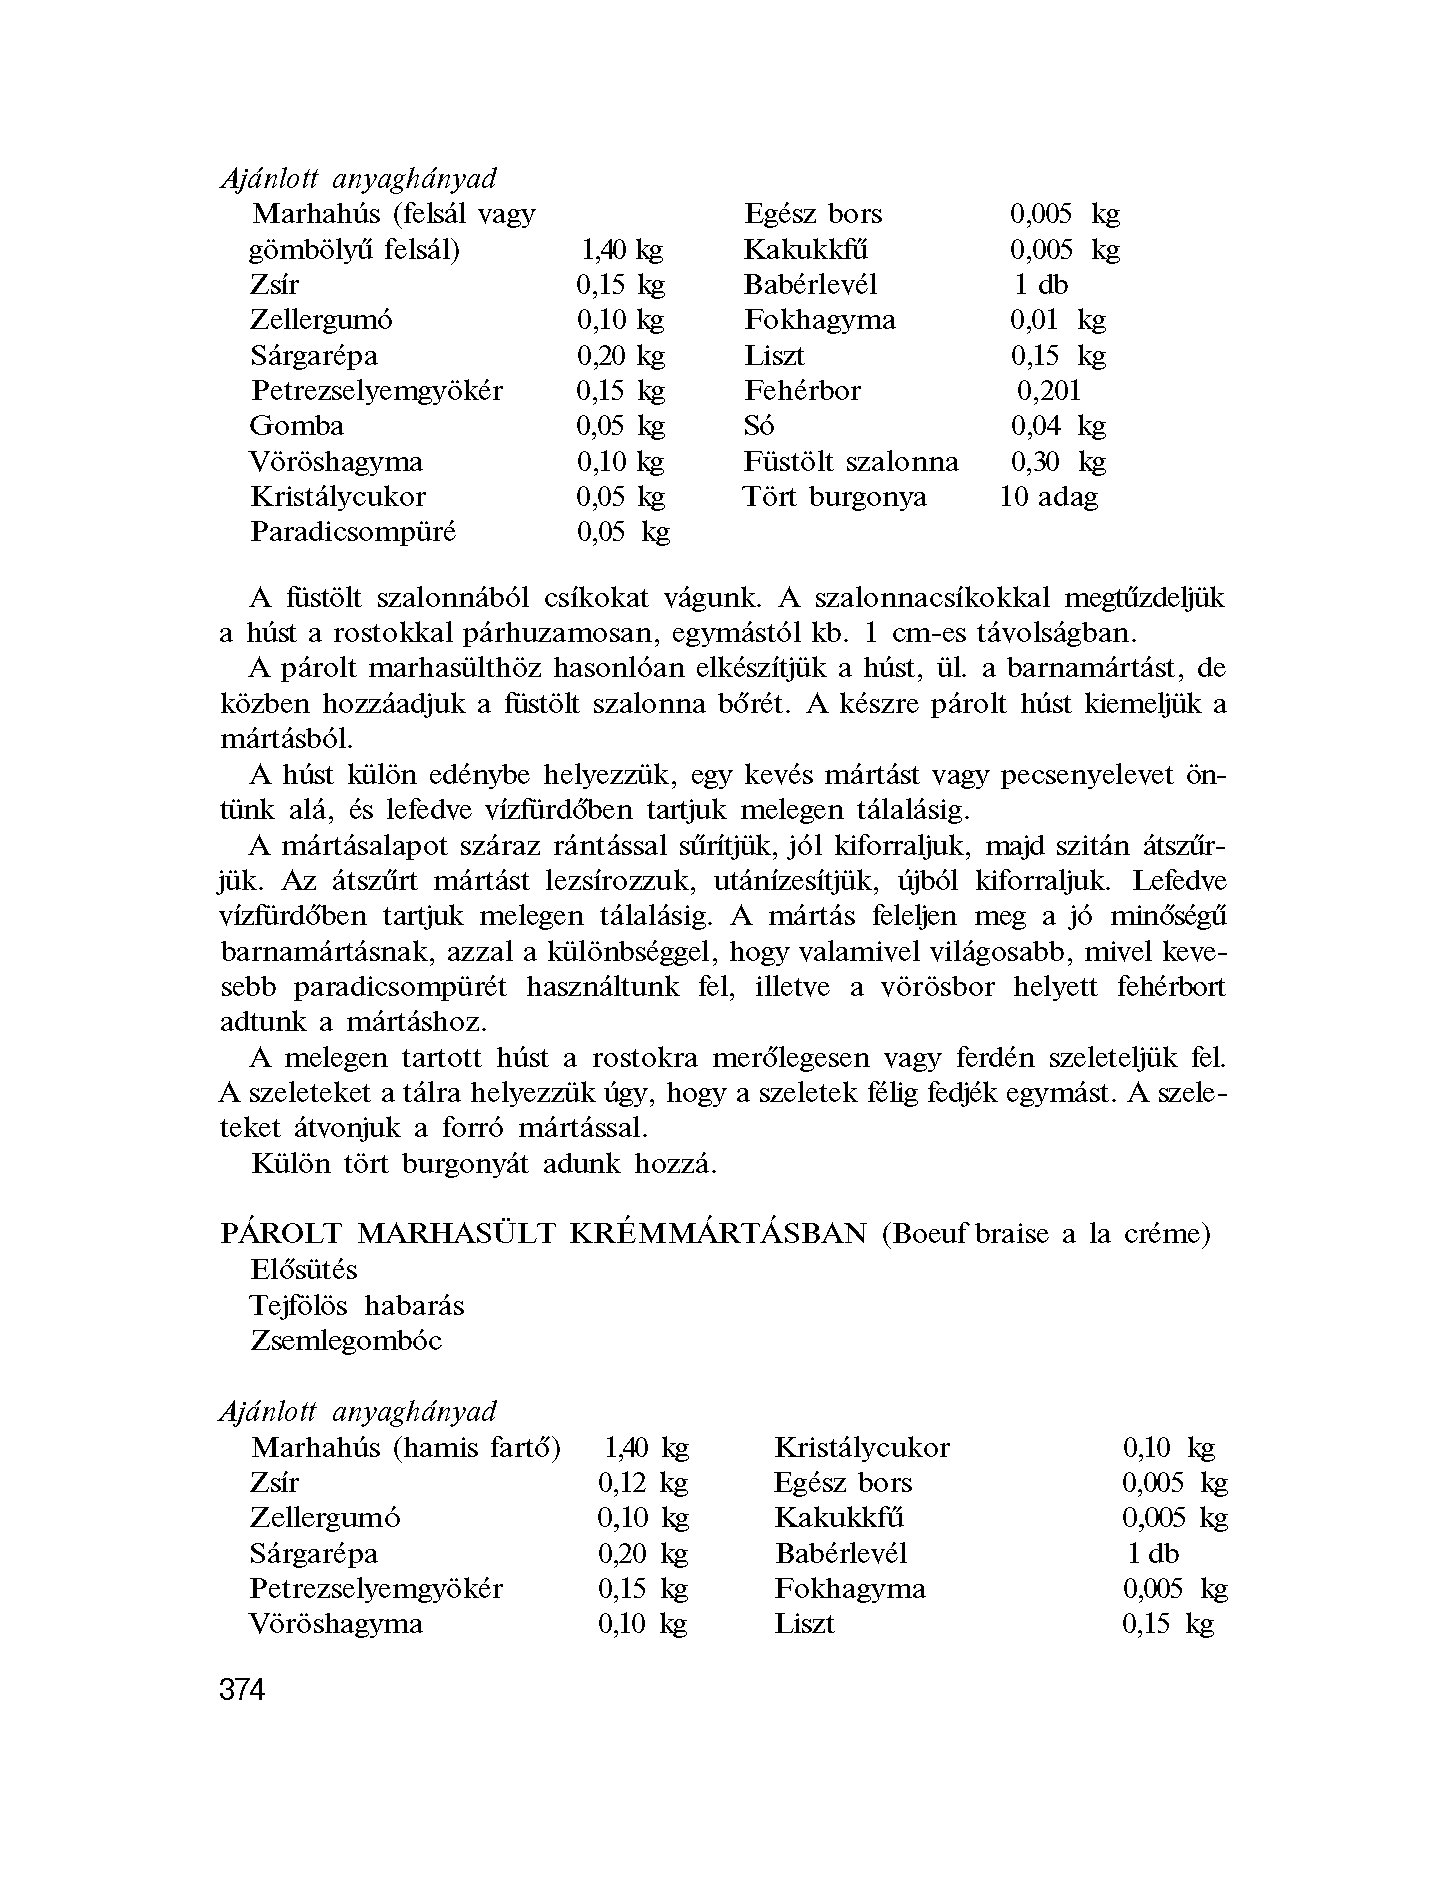 Ajánlott anyaghányad
Marhahús (felsál vagy Egész bors 0,005 kg
gömbölyű felsál) 1,40 kg Kakukkfű 0,005 kg
Zsír 0,15 kg Babérlevél 1 db
Zellergumó 0,10 kg Fokhagyma 0,01 kg
Sárgarépa 0,20 kg Liszt 0,15 kg
Petrezselyemgyökér 0,15 kg Fehérbor 0,201
Gomba 0,05 kg Só 0,04 kg
Vöröshagyma 0,10 kg Füstölt szalonna 0,30 kg
Kristálycukor 0,05 kg Tört burgonya 10 adag
Paradicsompüré 0,05 kg
A füstölt szalonnából csíkokat vágunk. A szalonnacsíkokkal megtűzdeljük
a húst a rostokkal párhuzamosan, egymástól kb. 1 cm-es távolságban.
A párolt marhasülthöz hasonlóan elkészítjük a húst, ül. a barnamártást, de
közben hozzáadjuk a füstölt szalonna bőrét. A készre párolt húst kiemeljük a
mártásból.
A húst külön edénybe helyezzük, egy kevés mártást vagy pecsenyelevet ön-
tünk alá, és lefedve vízfürdőben tartjuk melegen tálalásig.
A mártásalapot száraz rántással sűrítjük, jól kiforraljuk, majd szitán átszűr-
jük. Az átszűrt mártást lezsírozzuk, utánízesítjük, újból kiforraljuk. Lefedve
vízfürdőben tartjuk melegen tálalásig. A mártás feleljen meg a jó minőségű
barnamártásnak, azzal a különbséggel, hogy valamivel világosabb, mivel keve-
sebb paradicsompürét használtunk fel, illetve a vörösbor helyett fehérbort
adtunk a mártáshoz.
A melegen tartott húst a rostokra merőlegesen vagy ferdén szeleteljük fel.
A szeleteket a tálra helyezzük úgy, hogy a szeletek félig fedjék egymást. A szele-
teket átvonjuk a forró mártással.
Külön tört burgonyát adunk hozzá.
PÁROLT MARHASÜLT KRÉMMÁRTÁSBAN (Boeuf braise a la créme)
Elősütés
Tejfölös habarás
Zsemlegombóc
Ajánlott anyaghányad
Marhahús (hamis fartő) 1,40 kg Kristálycukor 0,10 kg
Zsír 0,12 kg Egész bors 0,005 kg
Zellergumó 0,10 kg Kakukkfű 0,005 kg
Sárgarépa 0,20 kg Babérlevél 1 db
Petrezselyemgyökér 0,15 kg Fokhagyma 0,005 kg
Vöröshagyma 0,10 kg Liszt 0,15 kg
374